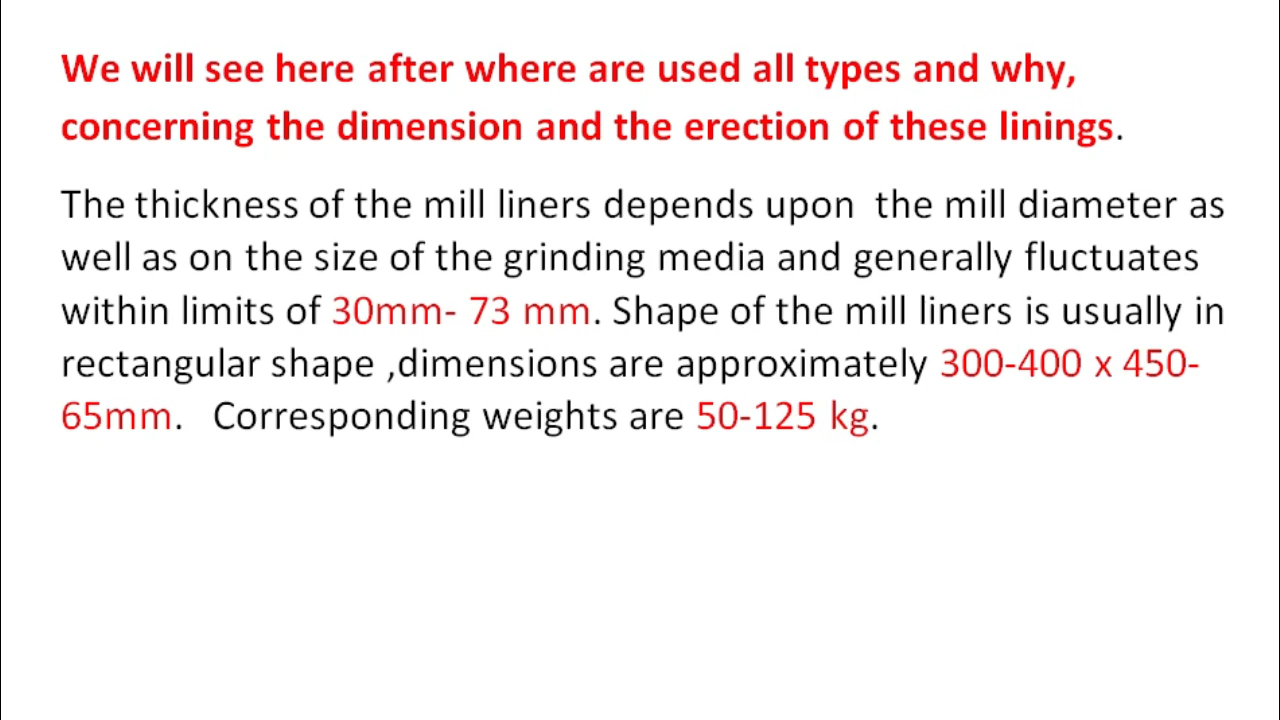 We will see here after where are used all types and why,
concerning the dimension and the erection of these linings.
The thickness of the mill liners depends upon  the mill diameter as
well as on the size of the grinding media and generally fluctuates
within limits of 30mm- 73 mm. Shape of the mill liners is usually in
rectangular shape ,dimensions are approximately 300-400 x 450-
65mm.   Corresponding weights are 50-125 kg.